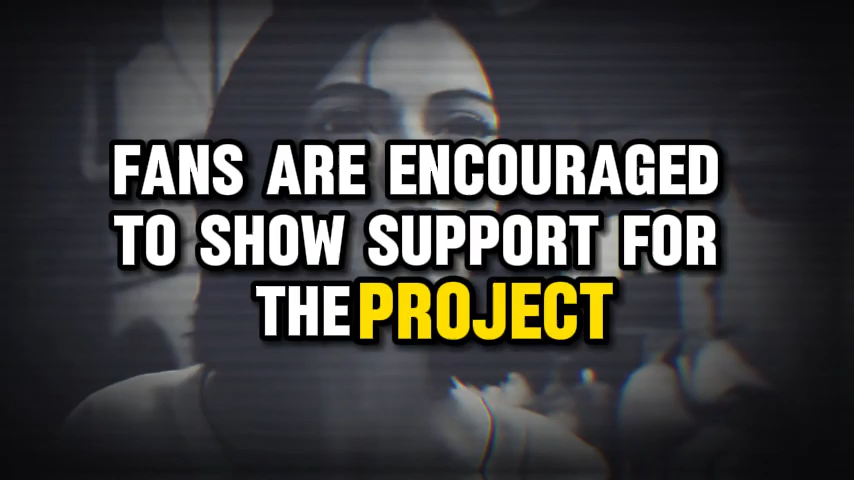 FANS ARE ENCOURAGED
TO SHOW SUPPORT FOR
THE PROJECT